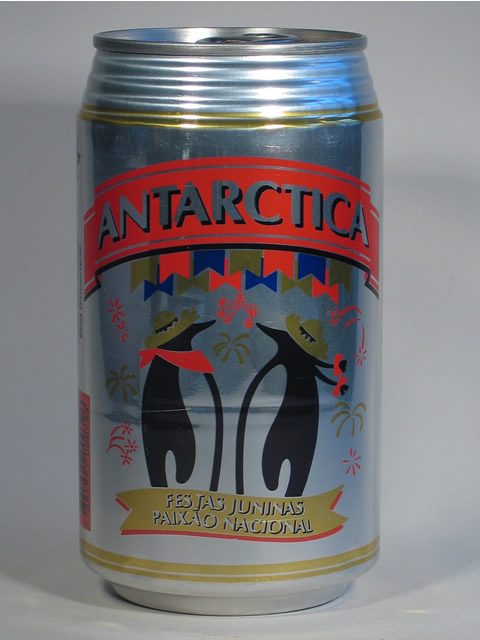 ANTARCTICA
FESTAS JUNINAS
PAIXÃO NACIONAL